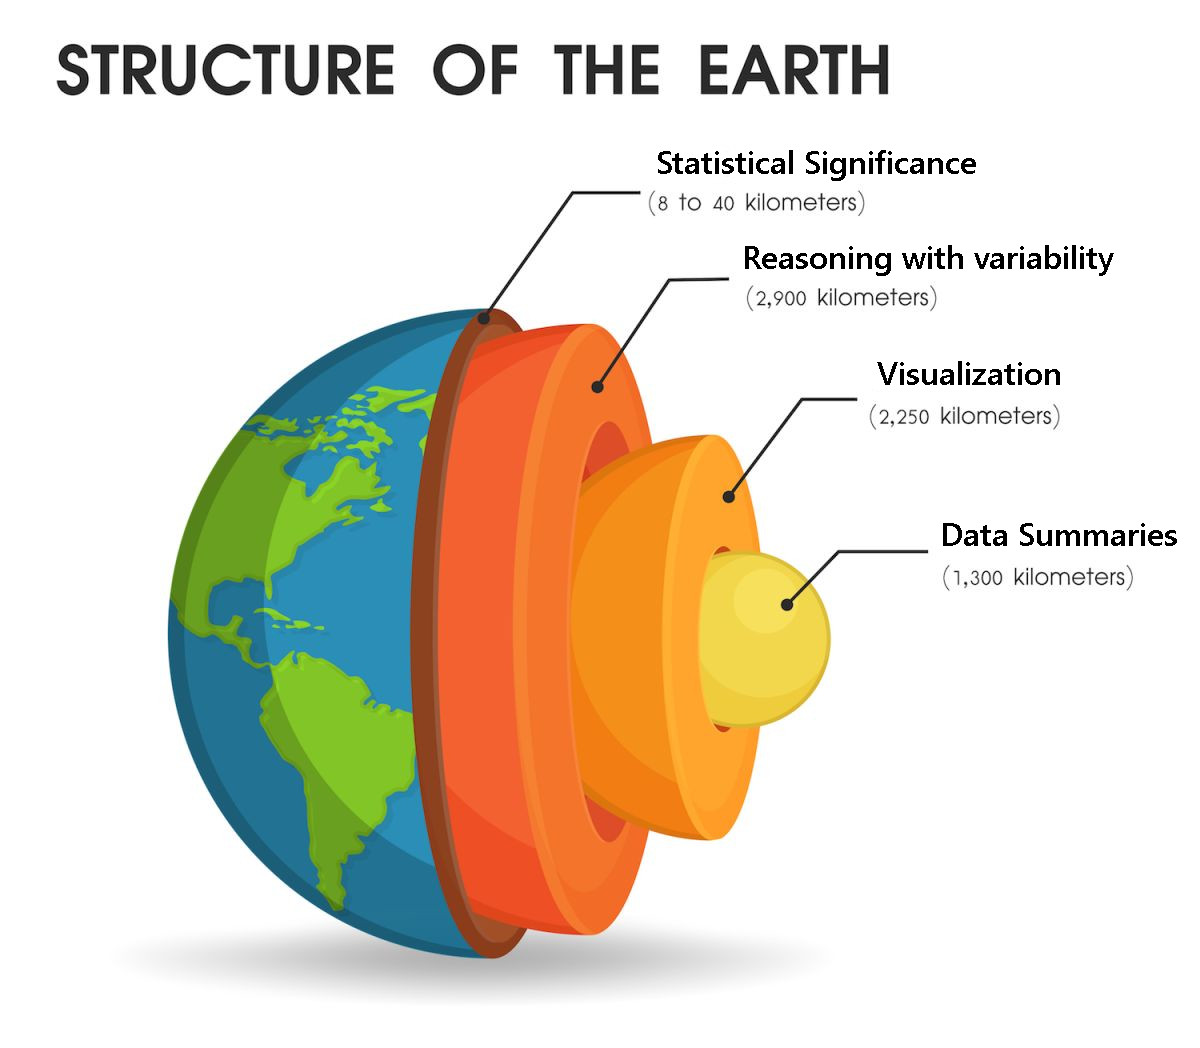 STRUCTURE OF THE EARTH
Statistical Significance
(8 to 40 kilometers)
Reasoning with variability
(2,900 kilometers)
Visualization
(2,250 kilometers)
Data Summaries
(1,300 kilometers)